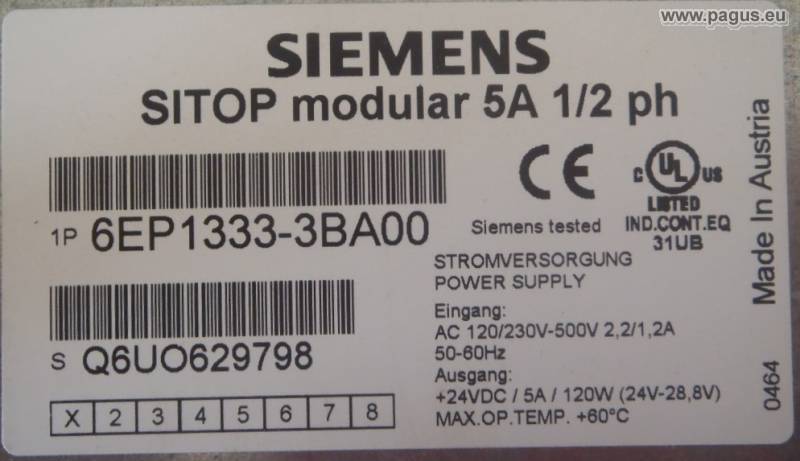 www.pagus.eu
SIEMENS
SITOP modular 5A 1/2 ph
1P 6EP1333-3BA00
Siemens tested
C UL US
LISTED
IND.CONT.EQ
31UB
Made In Austria
STROMVERSORGUNG
POWER SUPPLY
Eingang:
AC 120/230V-500V 2,2/1,2A
50-60Hz
Ausgang:
+24VDC / 5A / 120W (24V-28,8V)
MAX.OP.TEMP. +60°C
S Q6UO629798
X 2 3 4 5 6 7 8
0464